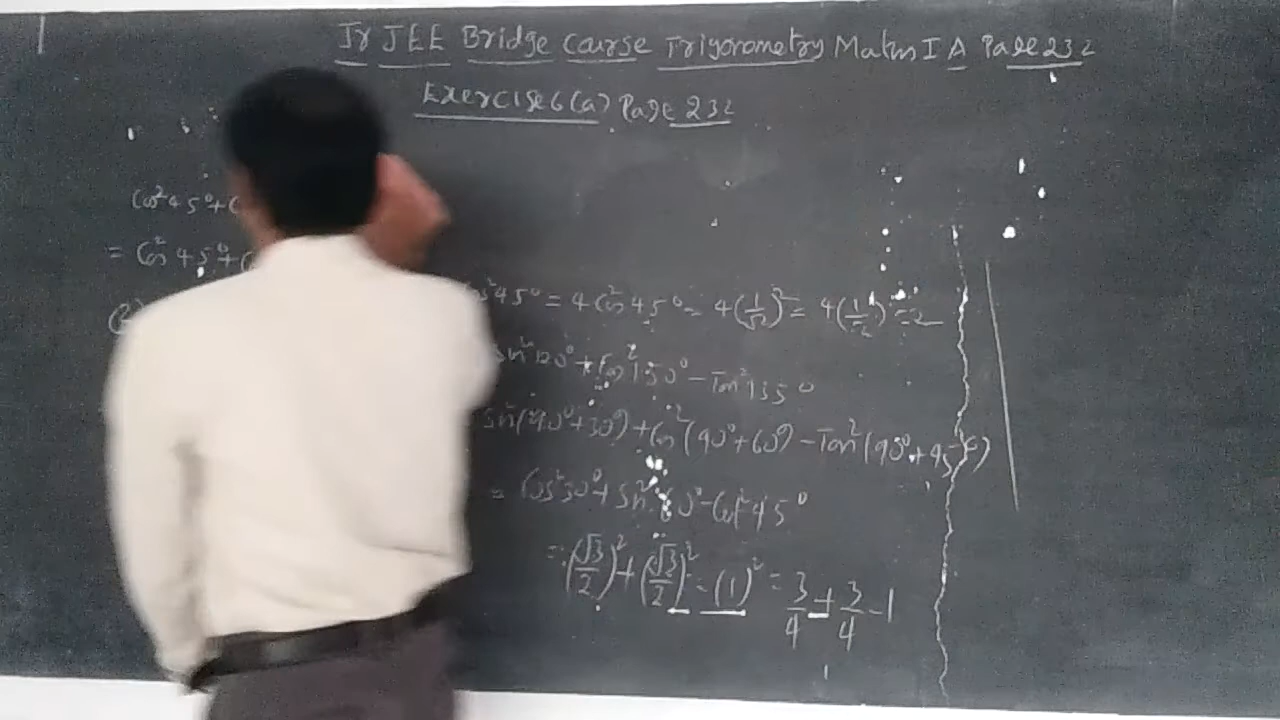 Jr JEE Bridge Course Trigonometry Maths I A Page 232
Exercise 6(a) Page 232
Cos²45°+
= Cos²45°+
cos²45° = 4 Cos²45° = 4(1/√2)² = 4(1/2) = 2
Sin²120° + Cos²150° - Tan²135°
Sin²(90°+30°) + Cos²(90°+60°) - Tan²(90°+45°)
= Cos²30° + Sin²60° - Cot²45°
= (√3/2)² + (√3/2)² - (1)² = 3/4 + 3/4 - 1